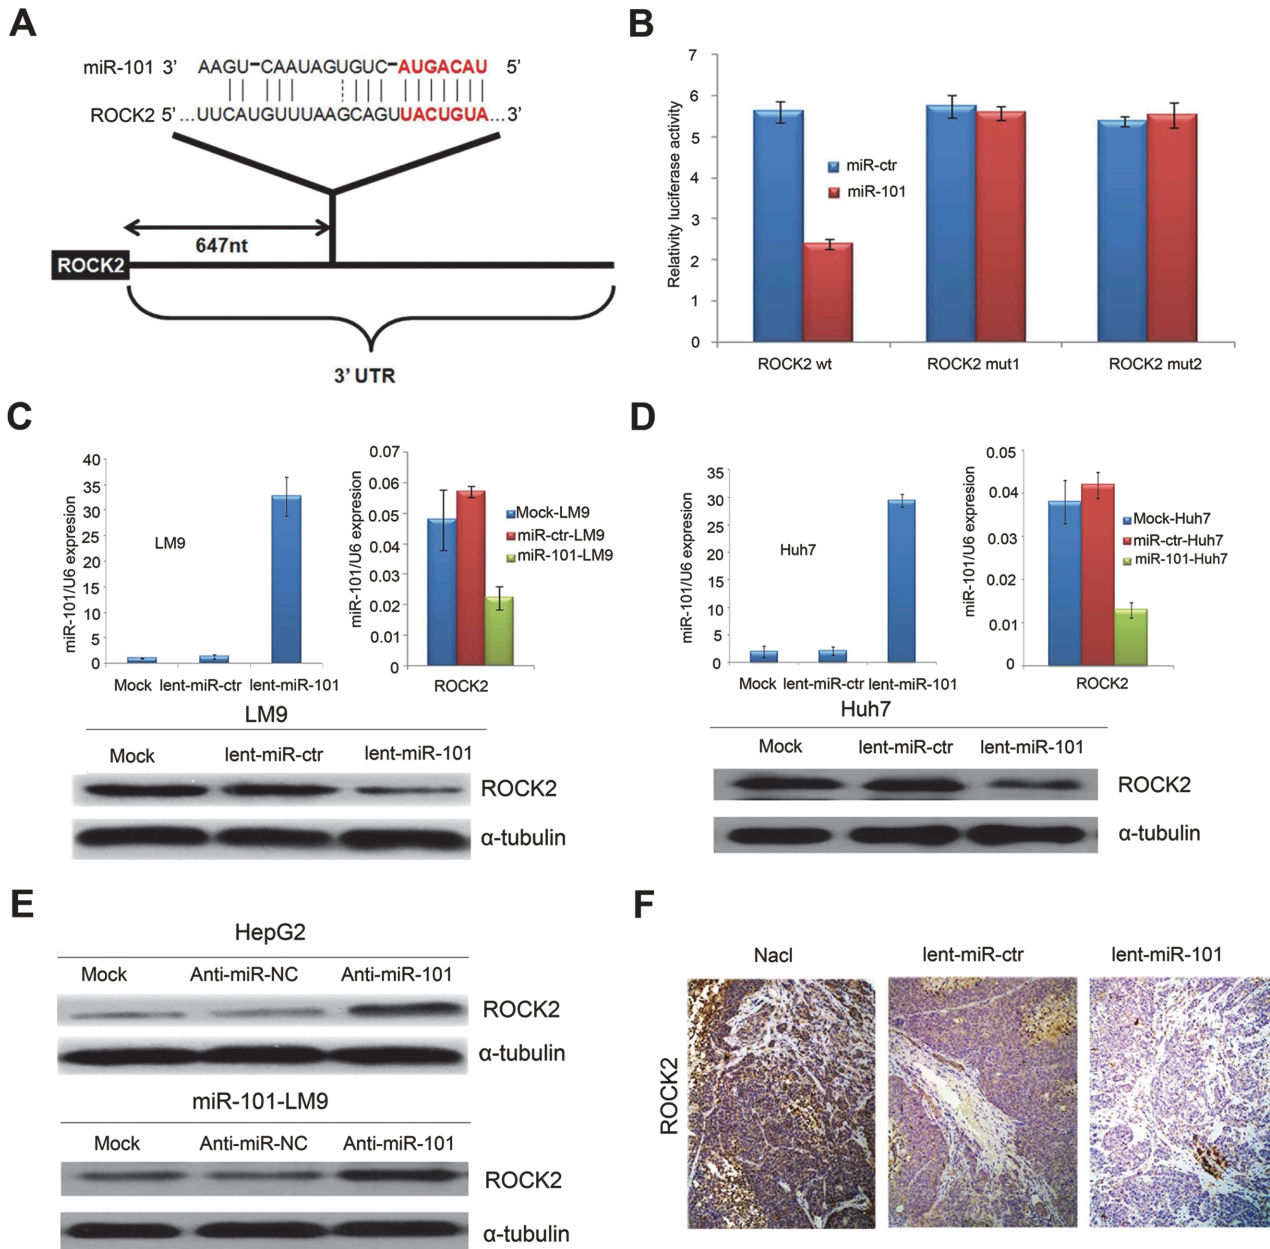 A
miR-101 3’ AAGU-CAAUAGUGUC-AUGACAU 5’
ROCK2 5’...UUCAUGUUUAAGCAGUUACUGUA...3’
647nt
ROCK2
3’ UTR
B
Relativity luciferase activity
7
6
5
4
3
2
1
0
miR-ctr
miR-101
ROCK2 wt
ROCK2 mut1
ROCK2 mut2
C
miR-101/U6 expresion
40
35
30
25
20
15
10
5
0
LM9
Mock
lent-miR-ctr
lent-miR-101
miR-101/U6 expresion
0.07
0.06
0.05
0.04
0.03
0.02
0.01
0
Mock-LM9
miR-ctr-LM9
miR-101-LM9
ROCK2
LM9
Mock
lent-miR-ctr
lent-miR-101
ROCK2
α-tubulin
D
miR-101/U6 expresion
35
30
25
20
15
10
5
0
Huh7
Mock
lent-miR-ctr
lent-miR-101
miR-101/U6 expresion
0.05
0.04
0.03
0.02
0.01
0
Mock-Huh7
miR-ctr-Huh7
miR-101-Huh7
ROCK2
Huh7
Mock
lent-miR-ctr
lent-miR-101
ROCK2
α-tubulin
E
HepG2
Mock
Anti-miR-NC
Anti-miR-101
ROCK2
α-tubulin
miR-101-LM9
Mock
Anti-miR-NC
Anti-miR-101
ROCK2
α-tubulin
F
Nacl
lent-miR-ctr
lent-miR-101
ROCK2